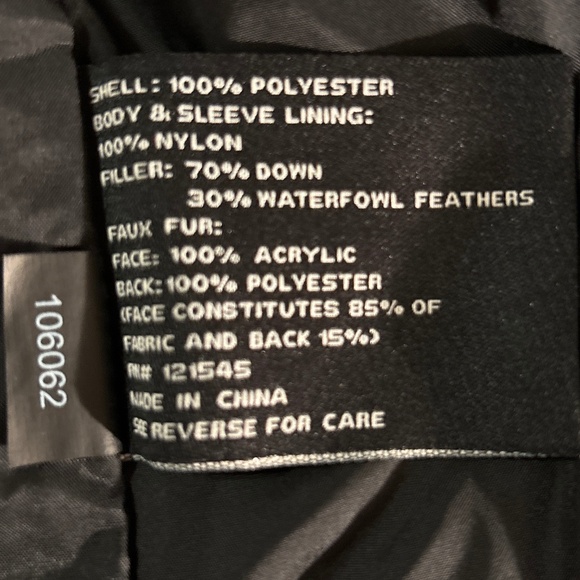 SHELL: 100% POLYESTER
BODY & SLEEVE LINING:
100% NYLON
FILLER: 70% DOWN
30% WATERFOWL FEATHERS
FAUX FUR:
FACE: 100% ACRYLIC
BACK: 100% POLYESTER
(FACE CONSTITUTES 85% OF
FABRIC AND BACK 15%)
RN# 121545
MADE IN CHINA
SEE REVERSE FOR CARE
106062